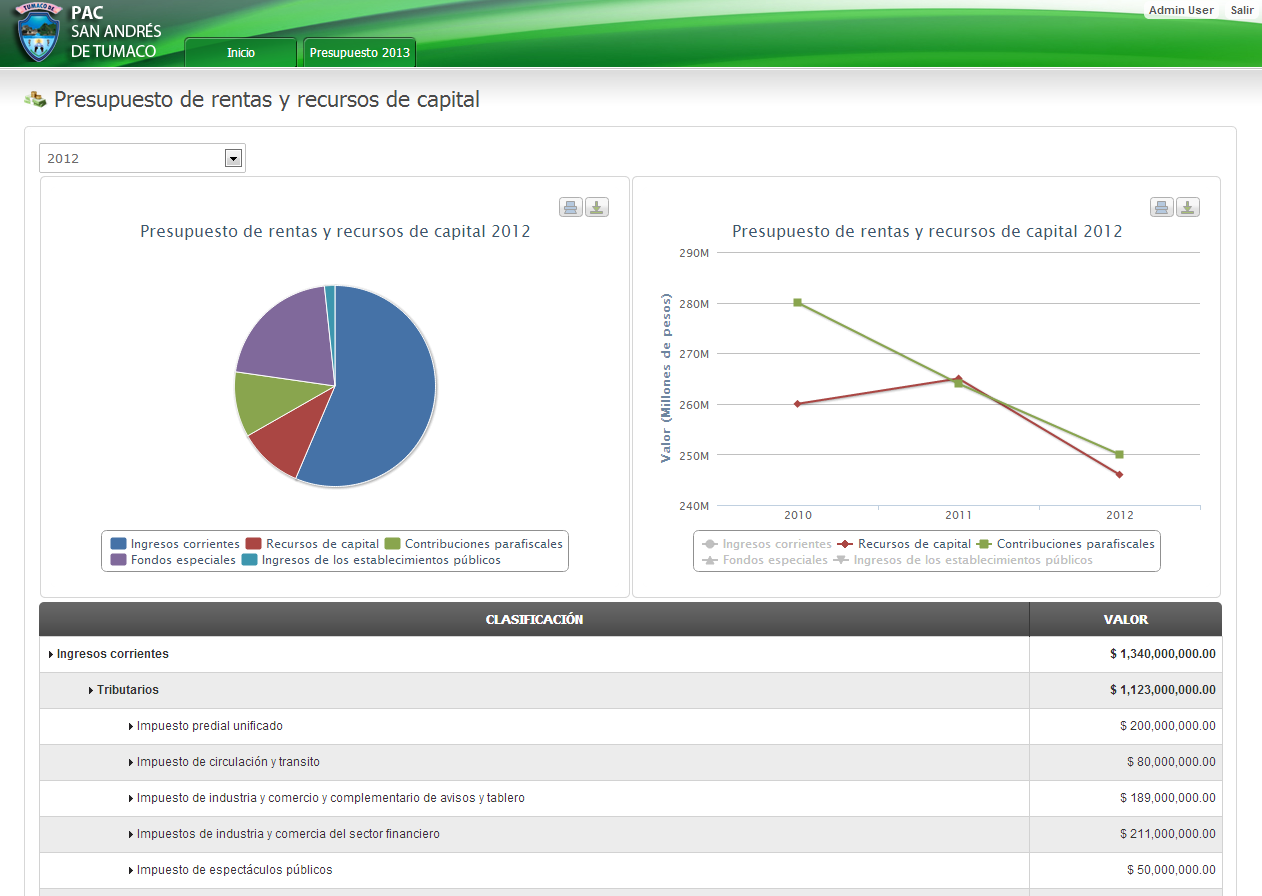 TUMACO DE
PAC
SAN ANDRÉS
DE TUMACO
Inicio
Presupuesto 2013
Admin User
Salir
Presupuesto de rentas y recursos de capital
2012
Presupuesto de rentas y recursos de capital 2012
Ingresos corrientes Recursos de capital Contribuciones parafiscales
Fondos especiales Ingresos de los establecimientos públicos
Presupuesto de rentas y recursos de capital 2012
Valor (Millones de pesos)
290M
280M
270M
260M
250M
240M
2010 2011 2012
Ingresos corrientes Recursos de capital Contribuciones parafiscales
Fondos especiales Ingresos de los establecimientos públicos
CLASIFICACIÓN VALOR
Ingresos corrientes $ 1,340,000,000.00
Tributarios $ 1,123,000,000.00
Impuesto predial unificado $ 200,000,000.00
Impuesto de circulación y transito $ 80,000,000.00
Impuesto de industria y comercio y complementario de avisos y tablero $ 189,000,000.00
Impuestos de industria y comercia del sector financiero $ 211,000,000.00
Impuesto de espectáculos públicos $ 50,000,000.00